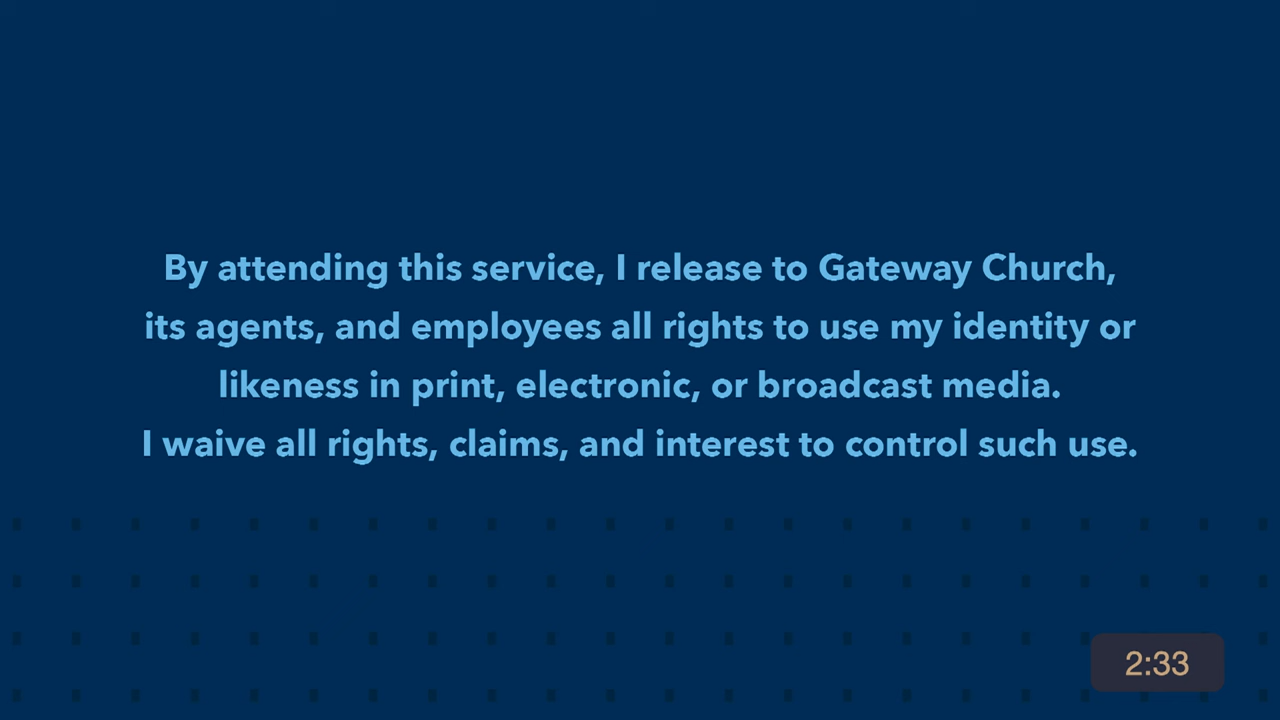 By attending this service, I release to Gateway Church,
its agents, and employees all rights to use my identity or
likeness in print, electronic, or broadcast media.
I waive all rights, claims, and interest to control such use.
2:33